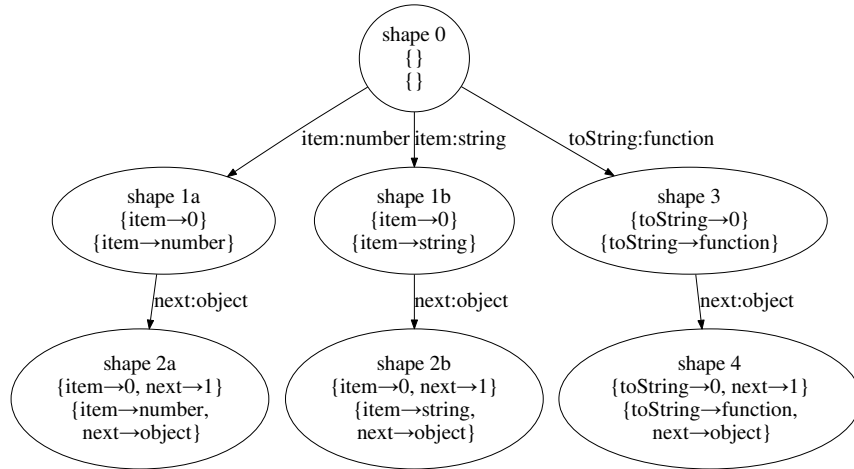 shape 0
{}
{}
item:number
item:string
toString:function
shape 1a
{item→0}
{item→number}
shape 1b
{item→0}
{item→string}
shape 3
{toString→0}
{toString→function}
next:object
next:object
next:object
shape 2a
{item→0, next→1}
{item→number,
next→object}
shape 2b
{item→0, next→1}
{item→string,
next→object}
shape 4
{toString→0, next→1}
{toString→function,
next→object}